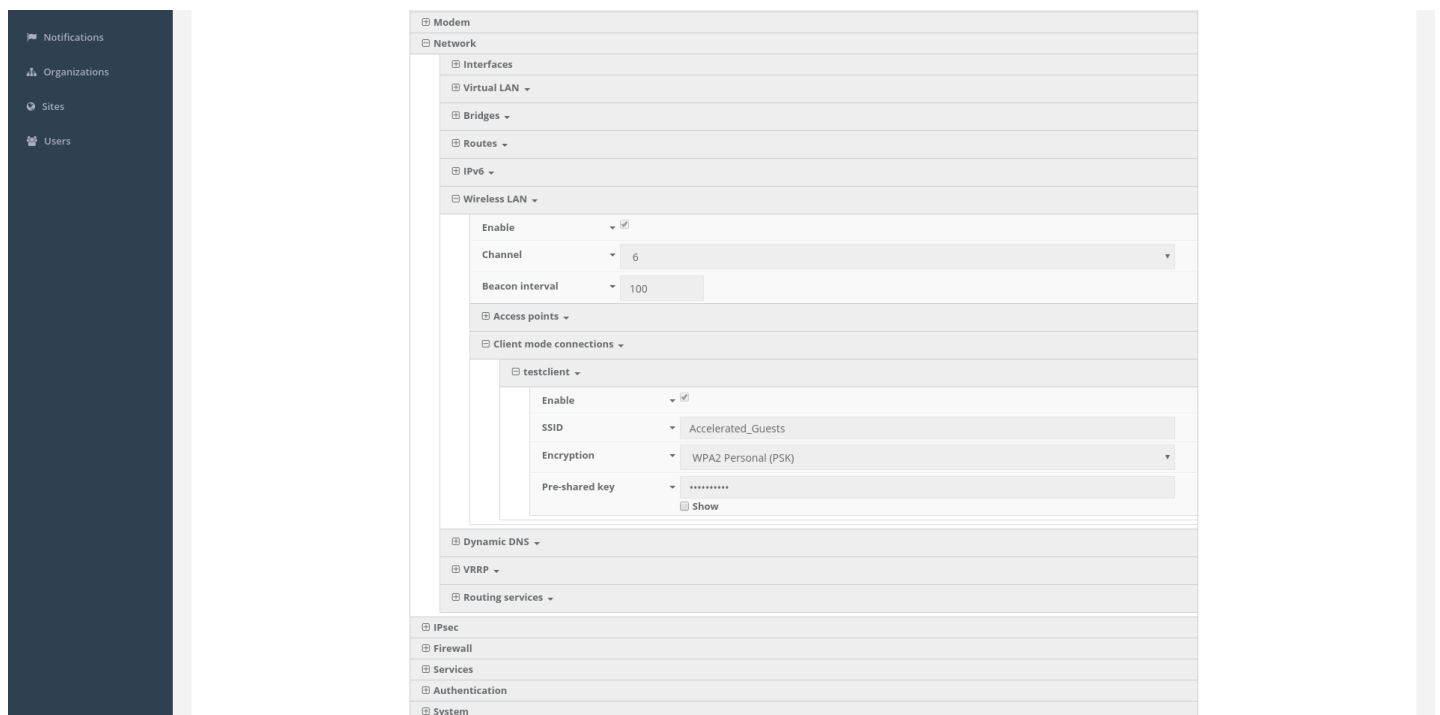 Notifications
Organizations
Sites
Users
Modem
Network
Interfaces
Virtual LAN
Bridges
Routes
IPv6
Wireless LAN
Enable
Channel 6
Beacon interval 100
Access points
Client mode connections
testclient
Enable
SSID Accelerated_Guests
Encryption WPA2 Personal (PSK)
Pre-shared key ••••••••••
Show
Dynamic DNS
VRRP
Routing services
IPsec
Firewall
Services
Authentication
System